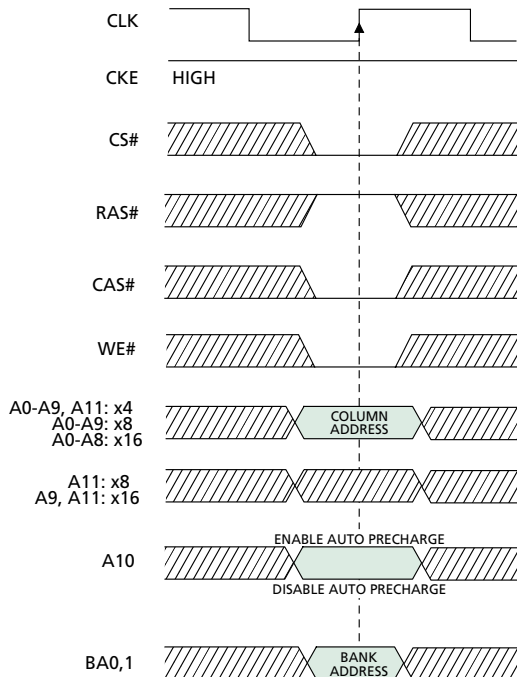 CLK
CKE HIGH
CS#
RAS#
CAS#
WE#
A0-A9, A11: x4
A0-A9: x8
A0-A8: x16
COLUMN
ADDRESS
A11: x8
A9, A11: x16
ENABLE AUTO PRECHARGE
A10
DISABLE AUTO PRECHARGE
BA0,1
BANK
ADDRESS